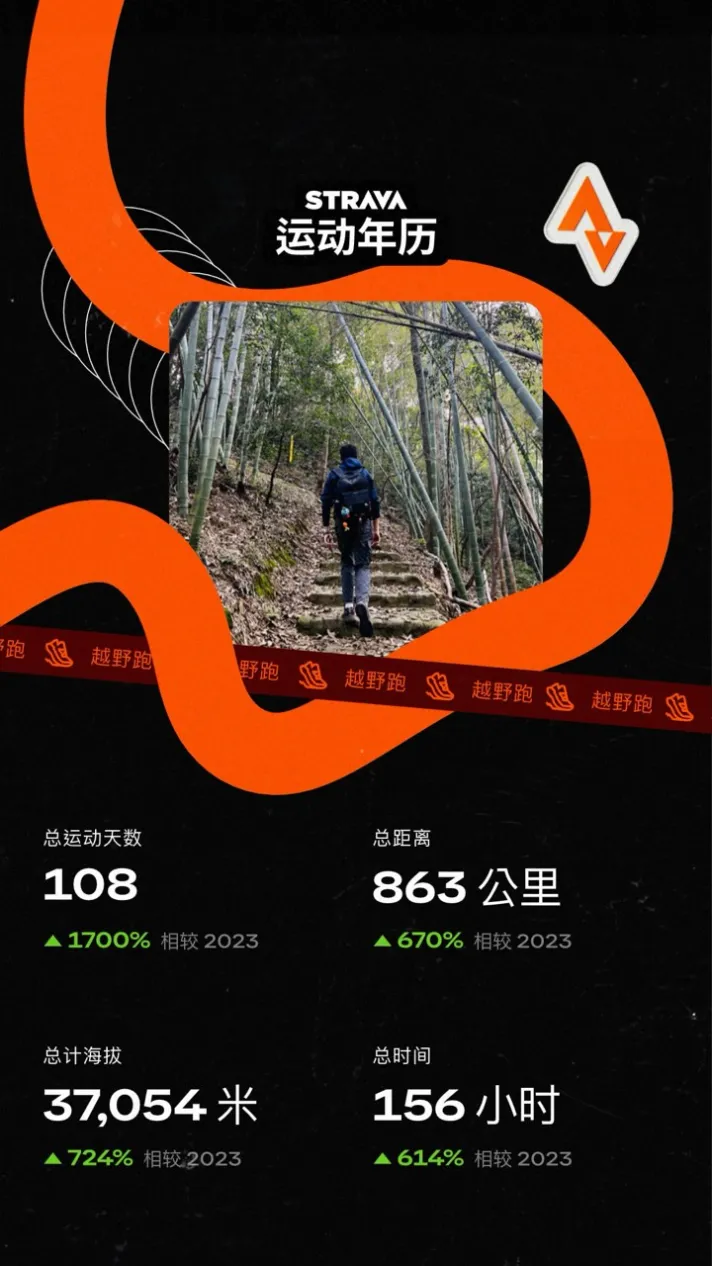 STRAVA
运动年历
跑 越野跑 野跑 越野跑 越野跑 越野跑
总运动天数
108
▲ 1700% 相较 2023
总距离
863 公里
▲ 670% 相较 2023
总计海拔
37,054 米
▲ 724% 相较 2023
总时间
156 小时
▲ 614% 相较 2023